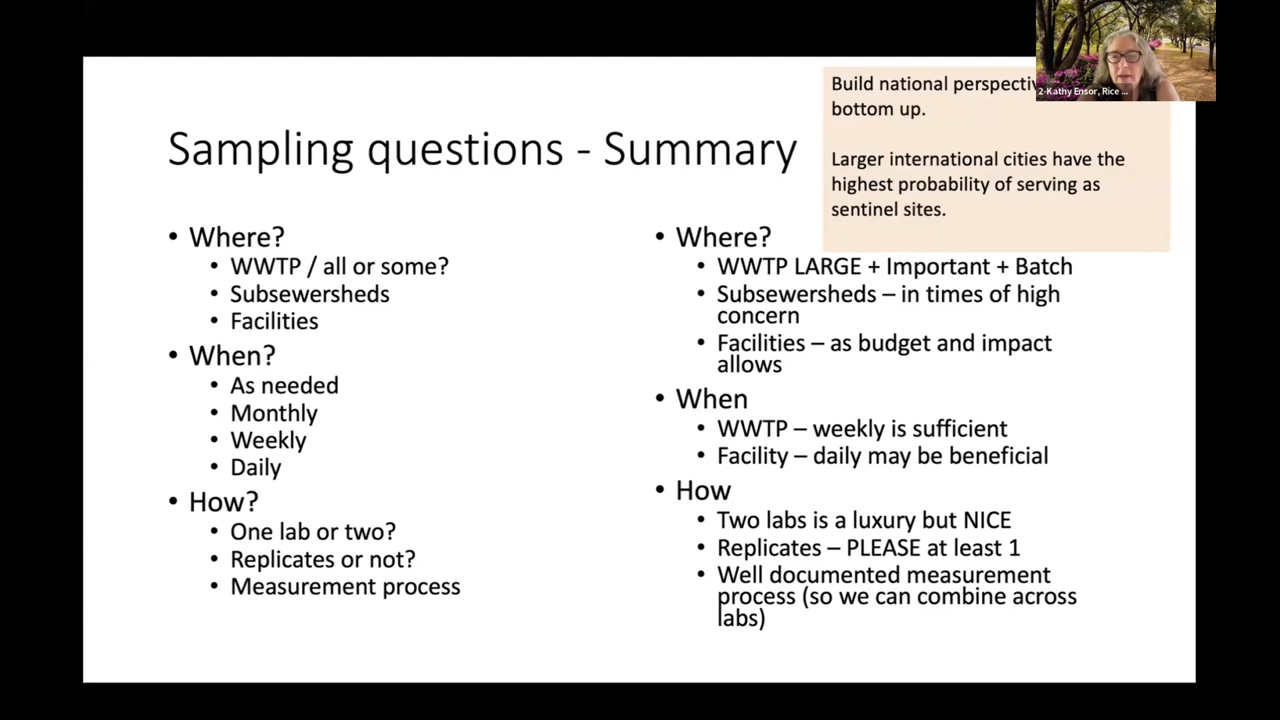 Build national perspectiv
bottom up.
Larger international cities have the
highest probability of serving as
sentinel sites.
2-Kathy Ensor, Rice ...
Sampling questions - Summary
• Where?
• WWTP / all or some?
• Subsewersheds
• Facilities
• When?
• As needed
• Monthly
• Weekly
• Daily
• How?
• One lab or two?
• Replicates or not?
• Measurement process
• Where?
• WWTP LARGE + Important + Batch
• Subsewersheds – in times of high
concern
• Facilities – as budget and impact
allows
• When
• WWTP – weekly is sufficient
• Facility – daily may be beneficial
• How
• Two labs is a luxury but NICE
• Replicates – PLEASE at least 1
• Well documented measurement
process (so we can combine across
labs)